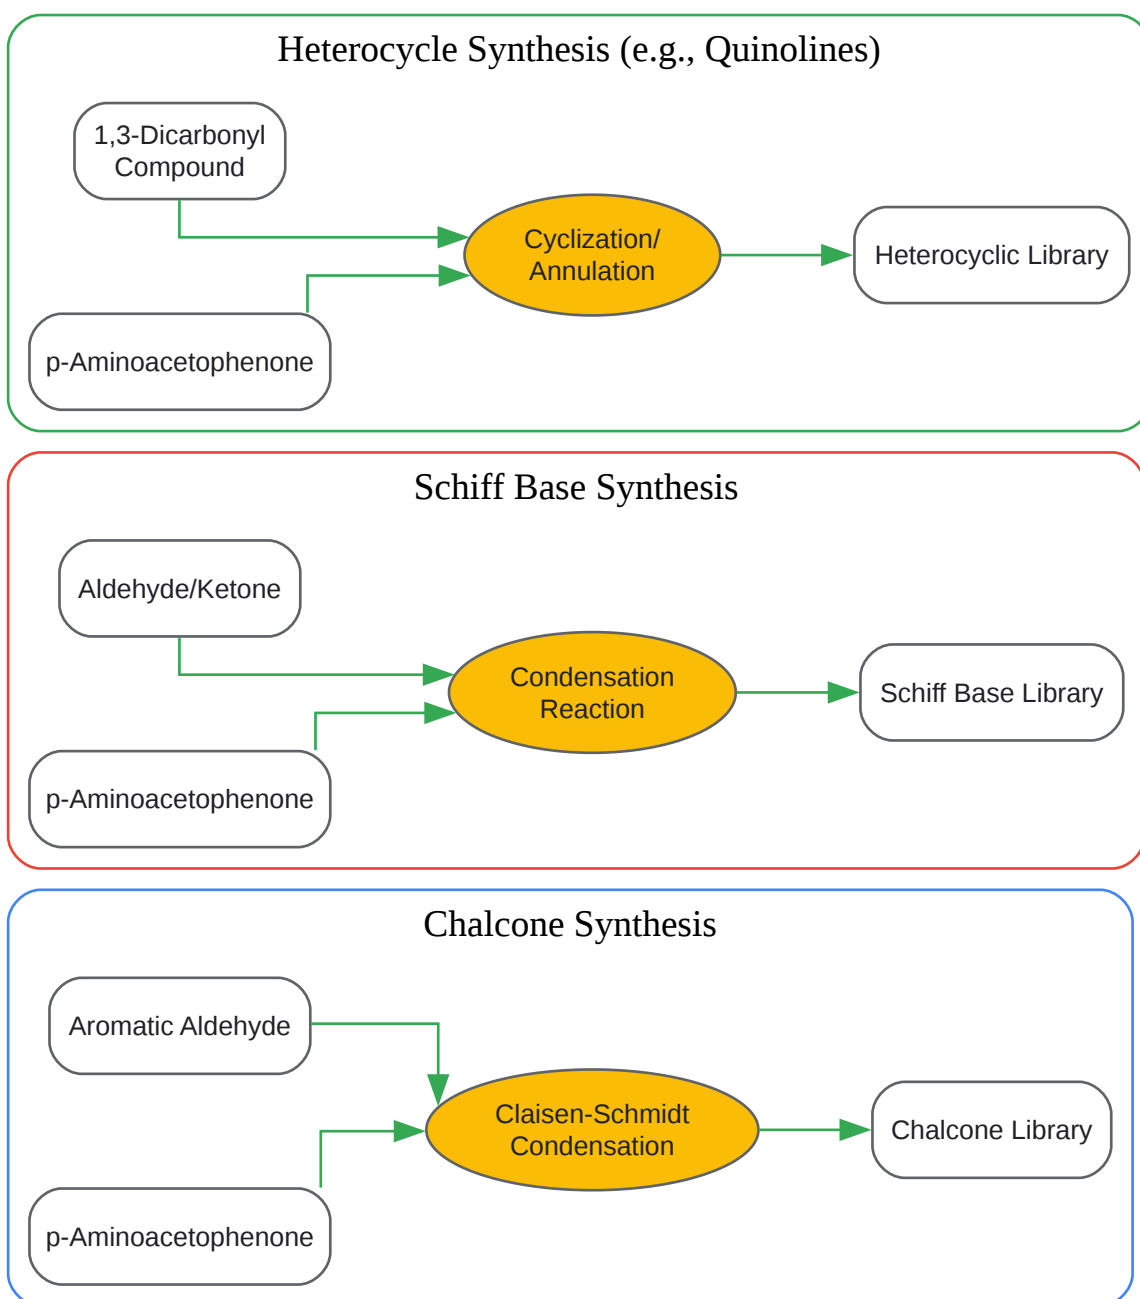 Heterocycle Synthesis (e.g., Quinolines)
1,3-Dicarbonyl
Compound
Cyclization/
Annulation
Heterocyclic Library
p-Aminoacetophenone
Schiff Base Synthesis
Aldehyde/Ketone
Condensation
Reaction
Schiff Base Library
p-Aminoacetophenone
Chalcone Synthesis
Aromatic Aldehyde
Claisen-Schmidt
Condensation
Chalcone Library
p-Aminoacetophenone